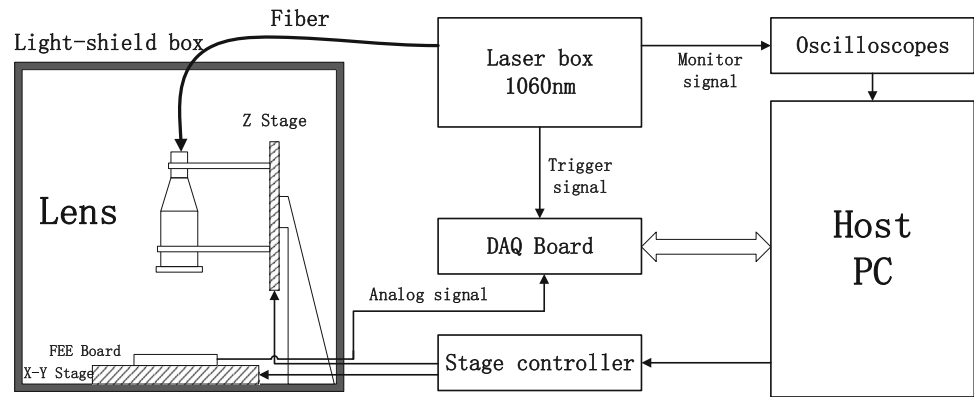 Fiber
Light-shield box
Laser box
1060nm
Monitor
signal
Oscilloscopes
Z Stage
Trigger
signal
Lens
DAQ Board
Host
PC
Analog signal
FEE Board
X-Y Stage
Stage controller